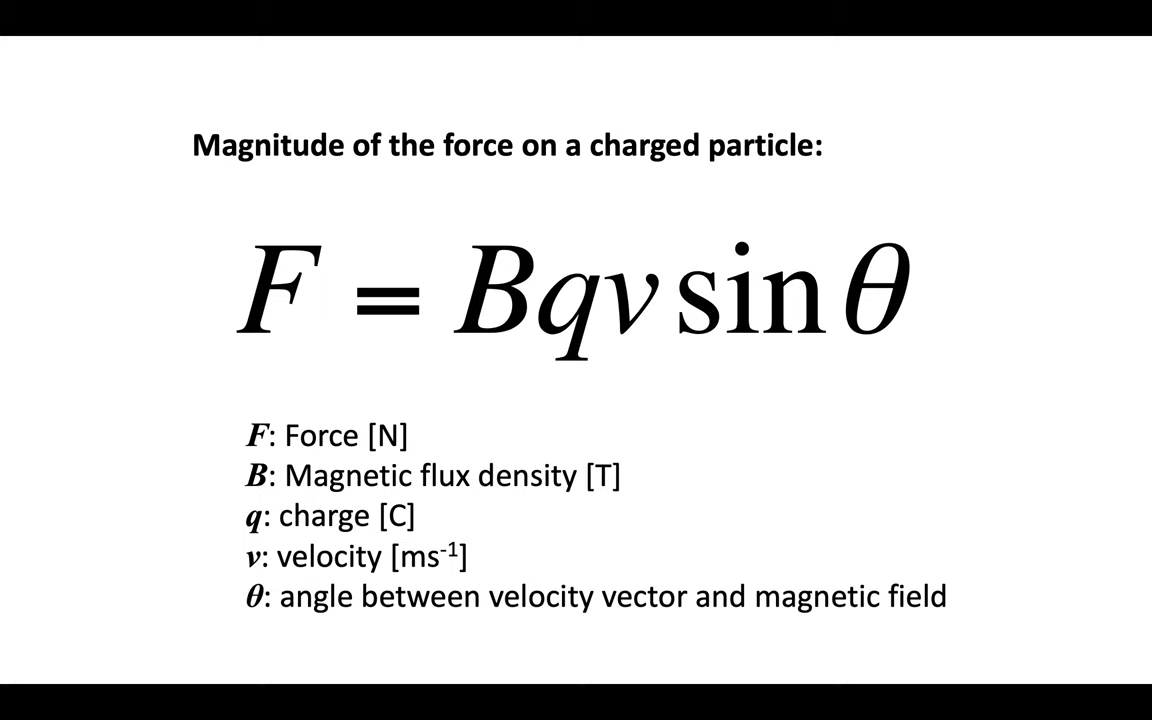 Magnitude of the force on a charged particle:
F = Bqv sin θ
F: Force [N]
B: Magnetic flux density [T]
q: charge [C]
v: velocity [ms⁻¹]
θ: angle between velocity vector and magnetic field